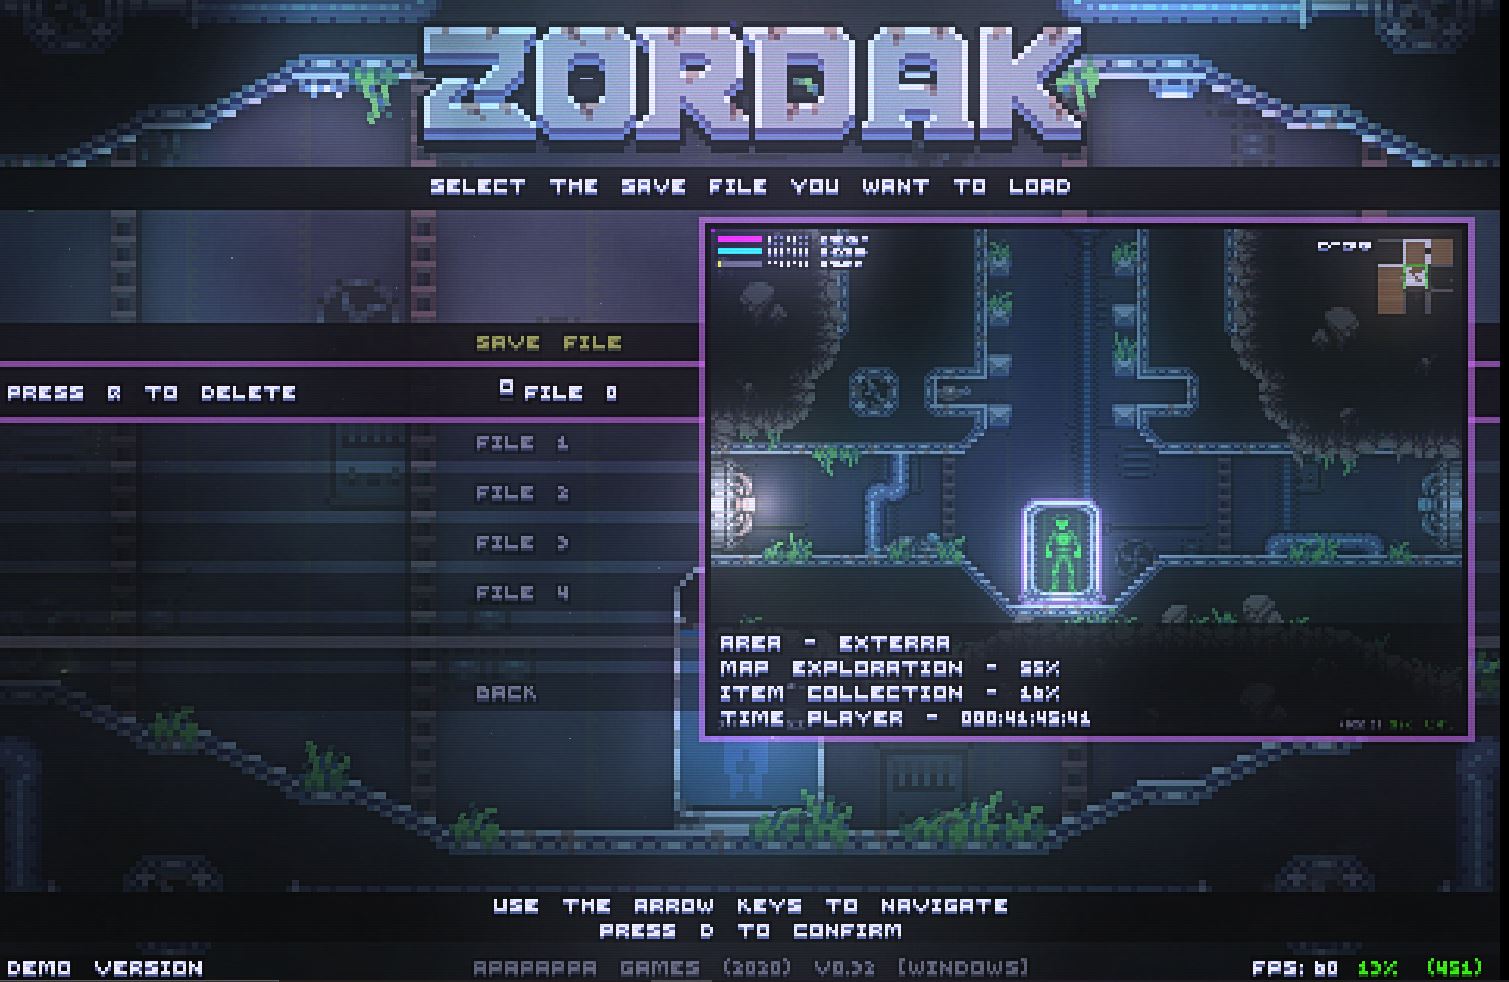 ZORDAK
SELECT THE SAVE FILE YOU WANT TO LOAD
SAVE FILE
PRESS Q TO DELETE
FILE 0
FILE 1
FILE 2
FILE 3
FILE 4
BACK
AREA - EXTERRA
MAP EXPLORATION - 55%
ITEM COLLECTION - 16%
TIME PLAYER - 000:41:45:41
USE THE ARROW KEYS TO NAVIGATE
PRESS D TO CONFIRM
DEMO VERSION
APAPAPPA GAMES (2020) V0.32 [WINDOWS]
FPS: 60 13% (451)